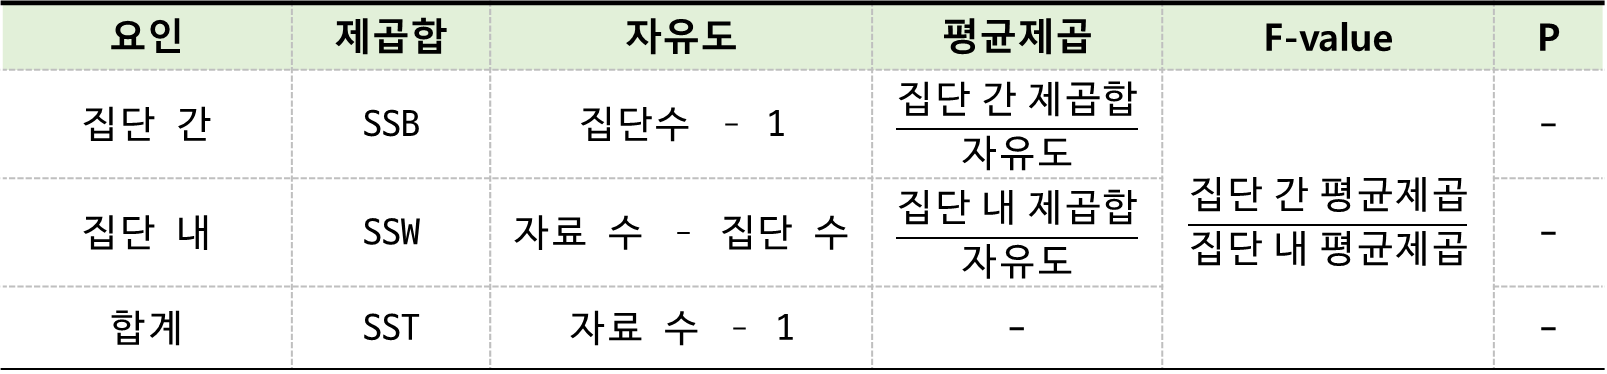 요인 제곱합 자유도 평균제곱 F-value P
집단 간 SSB 집단수 - 1 집단 간 제곱합 -
자유도
집단 간 평균제곱
집단 내 평균제곱
집단 내 SSW 자료 수 - 집단 수 집단 내 제곱합 -
자유도
합계 SST 자료 수 - 1 - -